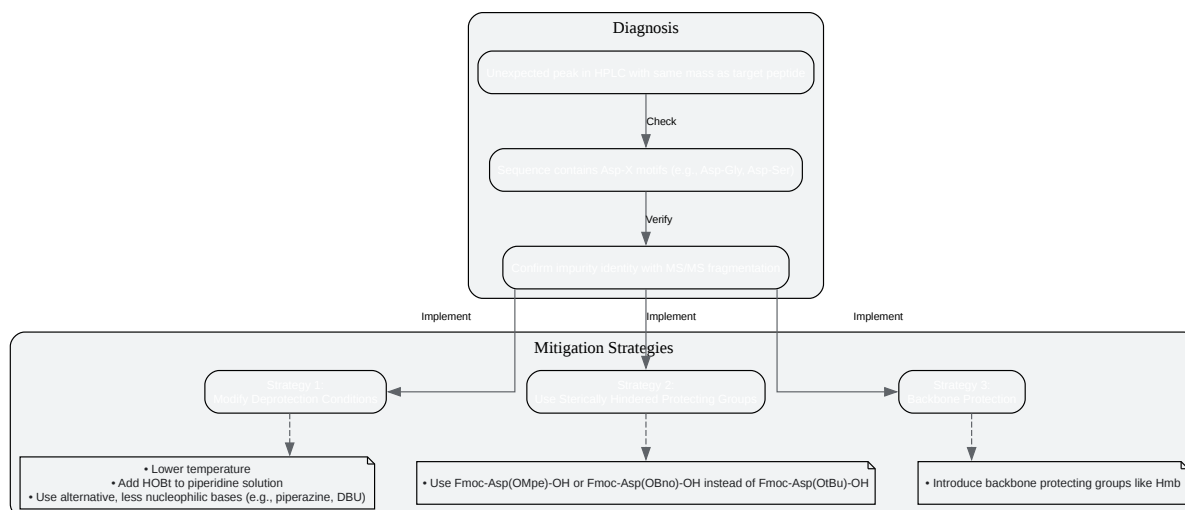 Diagnosis
Unexpected peak in HPLC with same mass as target peptide
Check
Sequence contains Asp-X motifs (e.g., Asp-Gly, Asp-Ser)
Verify
Confirm impurity identity with MS/MS fragmentation
Implement
Implement
Implement
Mitigation Strategies
Strategy 1
Modify Deprotection Conditions
Strategy 2
Use Sterically Hindered Protecting Groups
Strategy 3
Backbone Protection
• Lower temperature
• Add HOBt to piperidine solution
• Use alternative, less nucleophilic bases (e.g., piperazine, DBU)
• Use Fmoc-Asp(OMpe)-OH or Fmoc-Asp(OBno)-OH instead of Fmoc-Asp(OtBu)-OH
• Introduce backbone protecting groups like Hmb